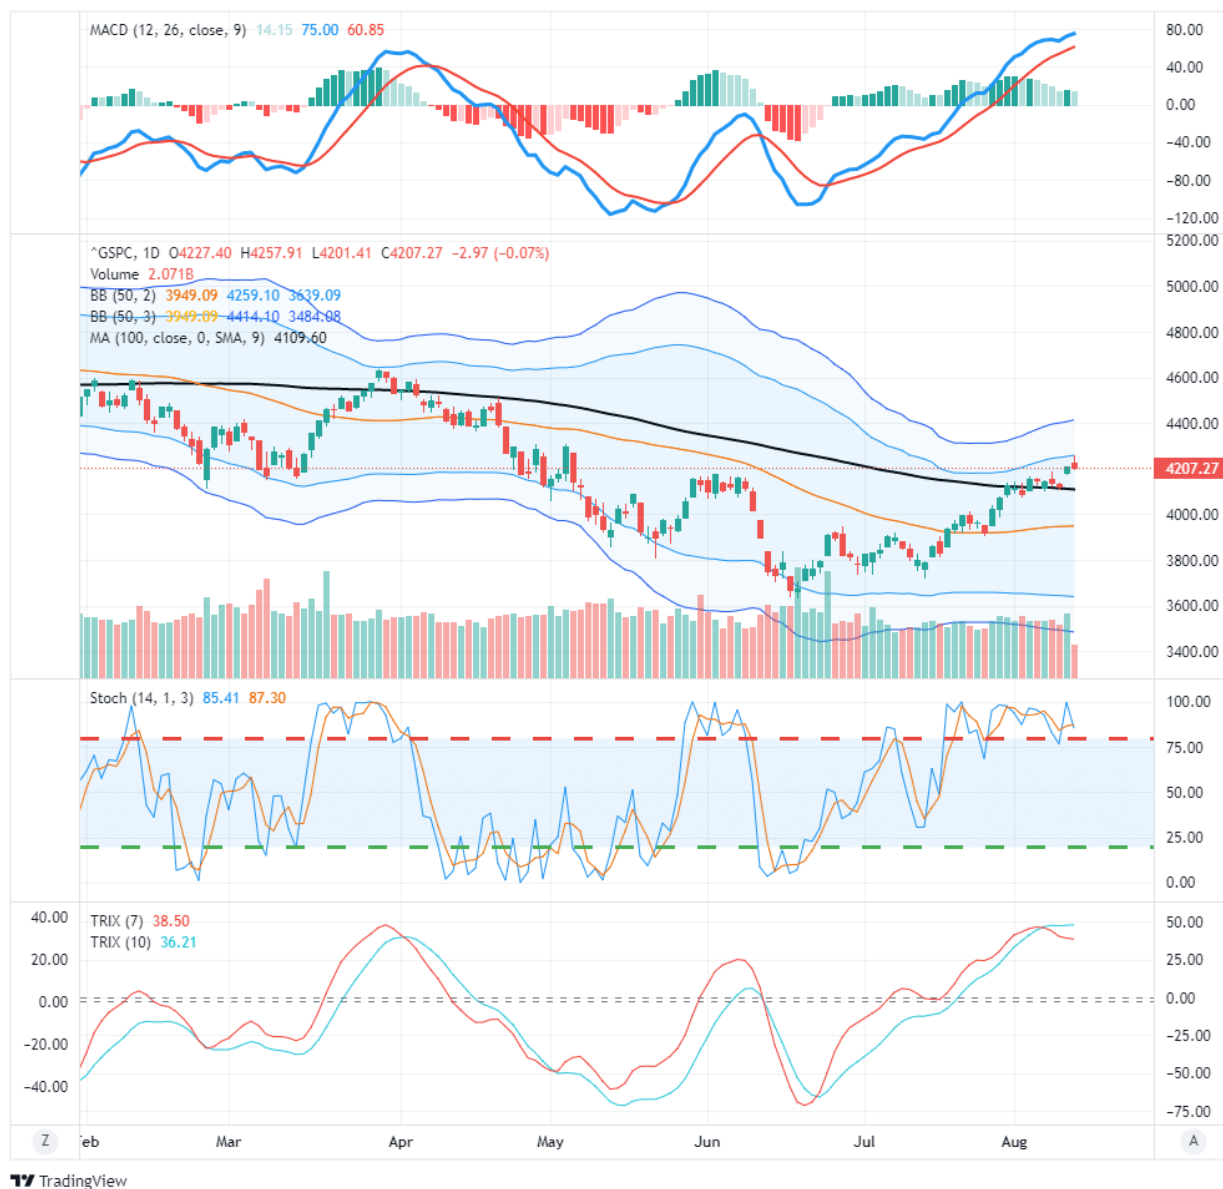 MACD (12, 26, close, 9) 14.15 75.00 60.85
80.00
40.00
0.00
−40.00
−80.00
−120.00
^GSPC, 1D O4227.40 H4257.91 L4201.41 C4207.27 −2.97 (−0.07%)
Volume 2.071B
BB (50, 2) 3949.09 4259.10 3639.09
BB (50, 3) 3949.09 4414.10 3484.08
MA (100, close, 0, SMA, 9) 4109.60
5200.00
5000.00
4800.00
4600.00
4400.00
4207.27
4000.00
3800.00
3600.00
3400.00
Stoch (14, 1, 3) 85.41 87.30
100.00
75.00
50.00
25.00
0.00
TRIX (7) 38.50
TRIX (10) 36.21
40.00
20.00
0.00
−20.00
−40.00
50.00
25.00
0.00
−25.00
−50.00
−75.00
Z
Feb Mar Apr May Jun Jul Aug
A
TradingView